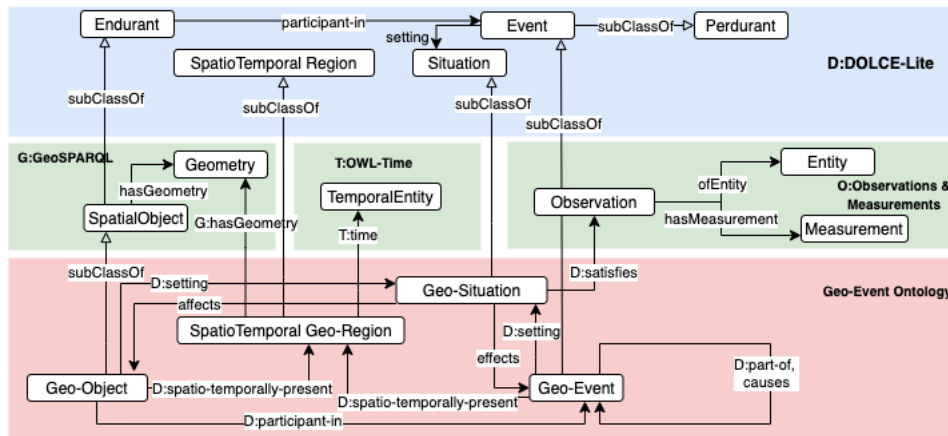 Endurant
participant-in
Event
subClassOf
Perdurant
setting
SpatioTemporal Region
Situation
D:DOLCE-Lite
subClassOf
subClassOf
subClassOf
subClassOf
G:GeoSPARQL
Geometry
T:OWL-Time
Entity
hasGeometry
ofEntity
O:Observations &
Measurements
TemporalEntity
Observation
SpatialObject
G:hasGeometry
hasMeasurement
T:time
Measurement
subClassOf
D:setting
D:satisfies
Geo-Situation
Geo-Event Ontology
affects
SpatioTemporal Geo-Region
D:setting
effects
D:part-of,
causes
Geo-Object
D:spatio-temporally-present
D:spatio-temporally-present
Geo-Event
D:participant-in